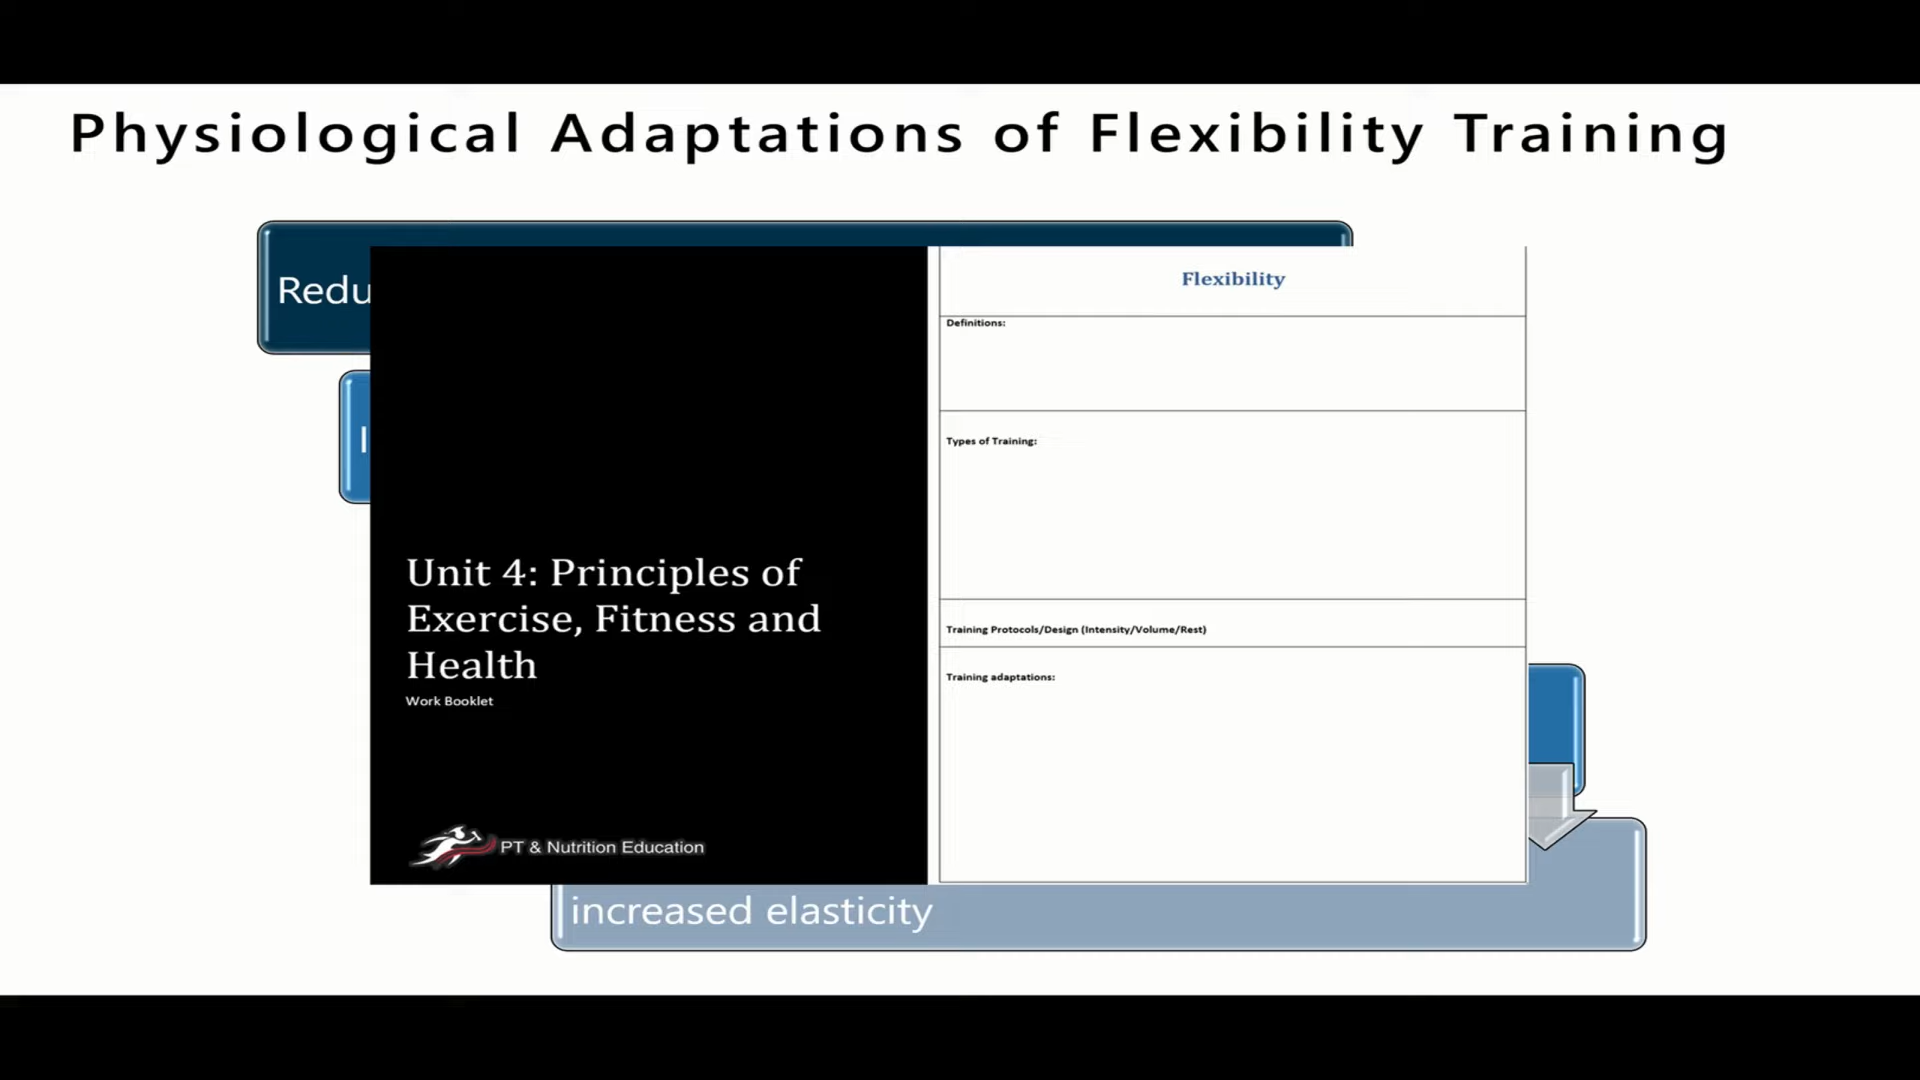 Physiological Adaptations of Flexibility Training
Unit 4: Principles of
Exercise, Fitness and
Health
Work Booklet
PT & Nutrition Education
Flexibility
Definitions:
Types of Training:
Training Protocols/Design (Intensity/Volume/Rest)
Training adaptations:
increased elasticity